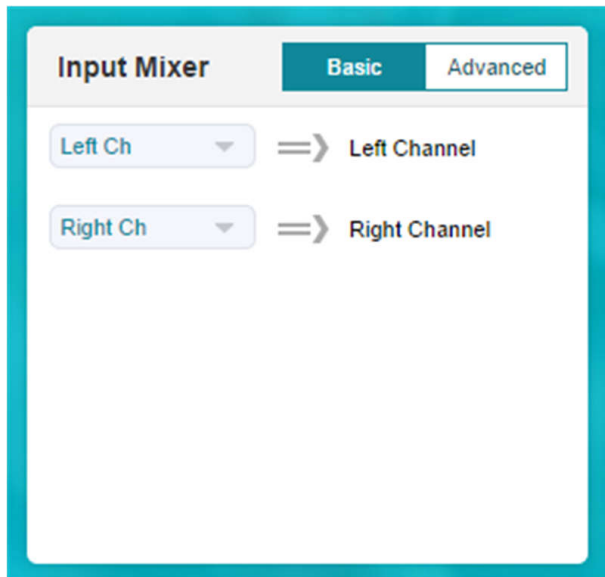 Input Mixer Basic Advanced
Left Ch Left Channel
Right Ch Right Channel